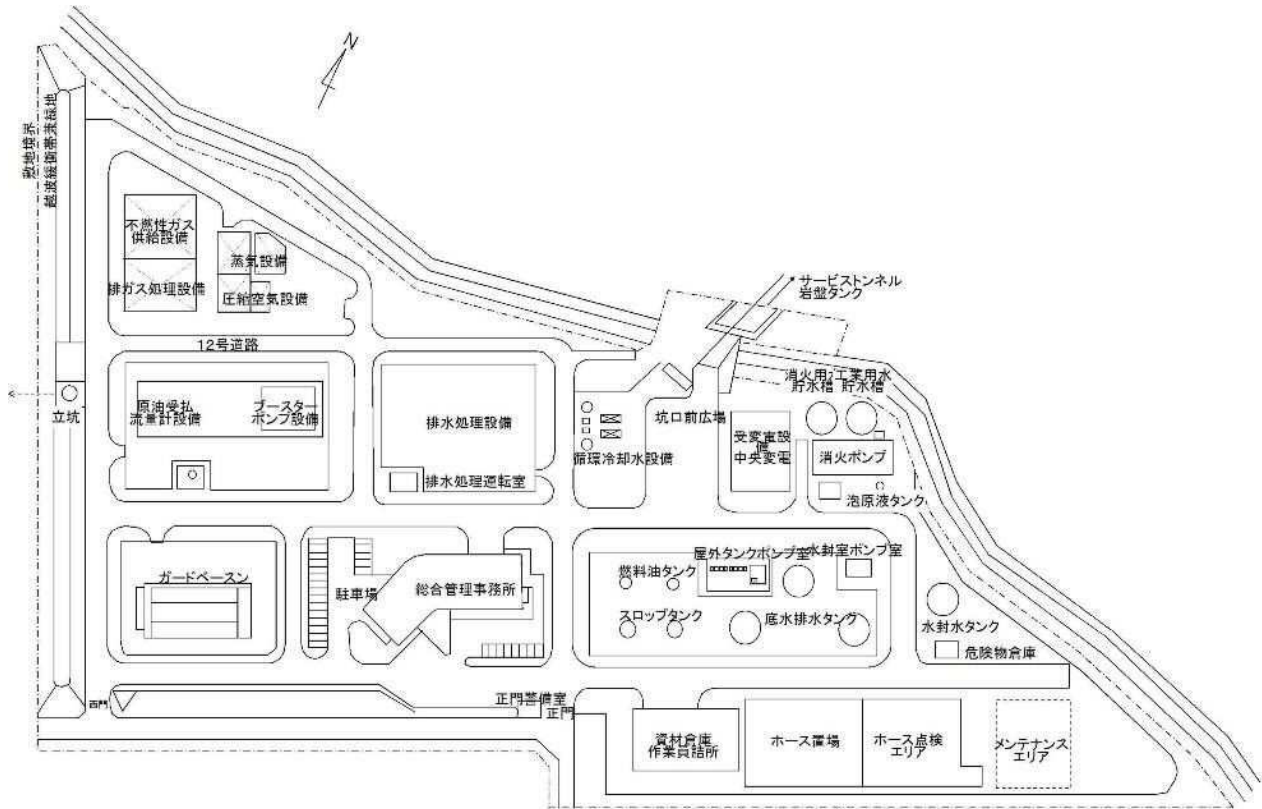 N
敷地境界
越波緩衝帯兼緑地
不燃性ガス
供給設備
排ガス処理設備
蒸気設備
圧縮空気設備
サービストンネル
岩盤タンク
12号道路
立坑
原油受払
流量計設備
ブースター
ポンプ設備
排水処理設備
排水処理運転室
循環冷却水設備
坑口前広場
消火用水
貯水槽
工業用水
貯水槽
受変電設
備
中央変電
消火ポンプ
泡原液タンク
ガードベースン
駐車場
総合管理事務所
燃料油タンク
屋外タンクポンプ室
水封室ポンプ室
スロップタンク
底水排水タンク
水封水タンク
危険物倉庫
西門
正門警備室
正門
資材倉庫
作業員詰所
ホース置場
ホース点検
エリア
メンテナンス
エリア